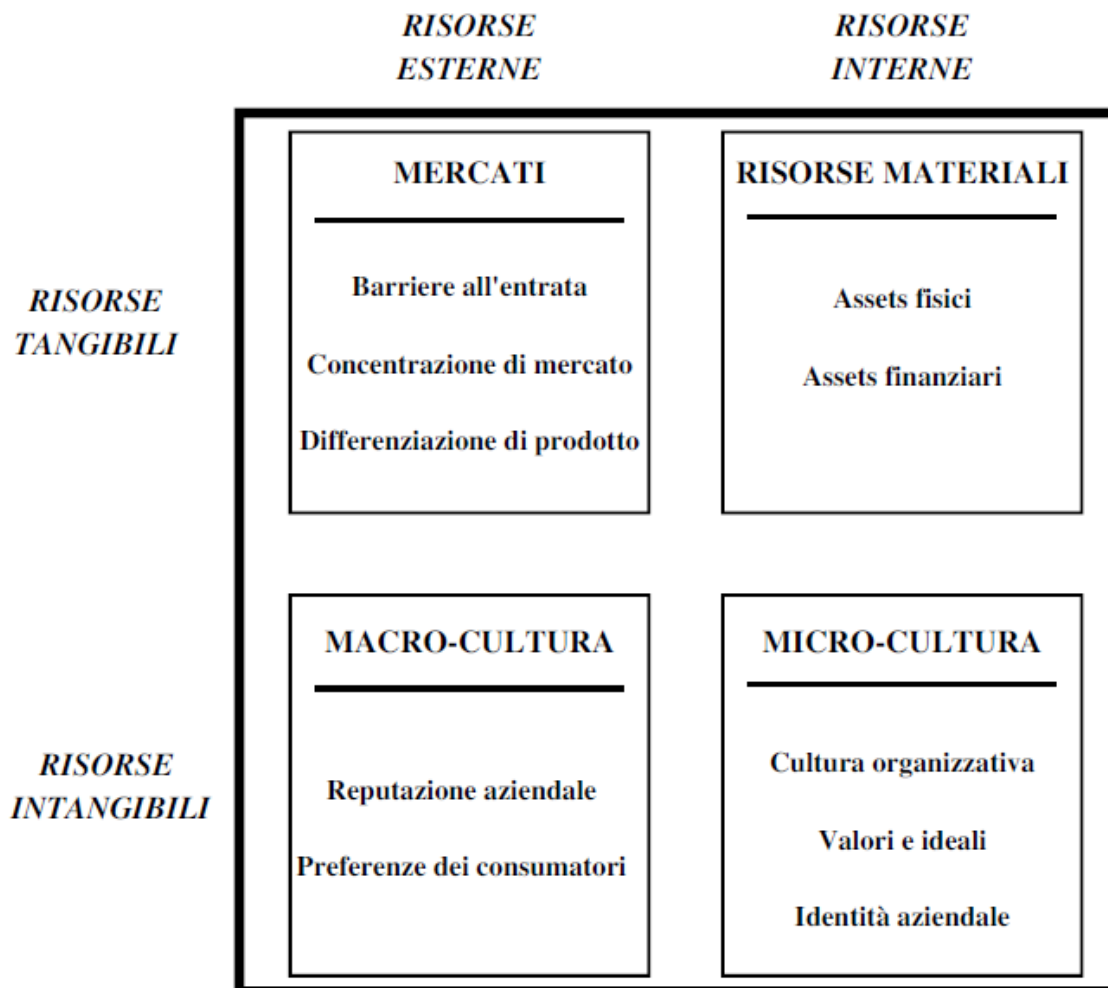 RISORSE
ESTERNE
RISORSE
INTERNE
RISORSE
TANGIBILI
MERCATI
Barriere all'entrata
Concentrazione di mercato
Differenziazione di prodotto
RISORSE MATERIALI
Assets fisici
Assets finanziari
RISORSE
INTANGIBILI
MACRO-CULTURA
Reputazione aziendale
Preferenze dei consumatori
MICRO-CULTURA
Cultura organizzativa
Valori e ideali
Identità aziendale